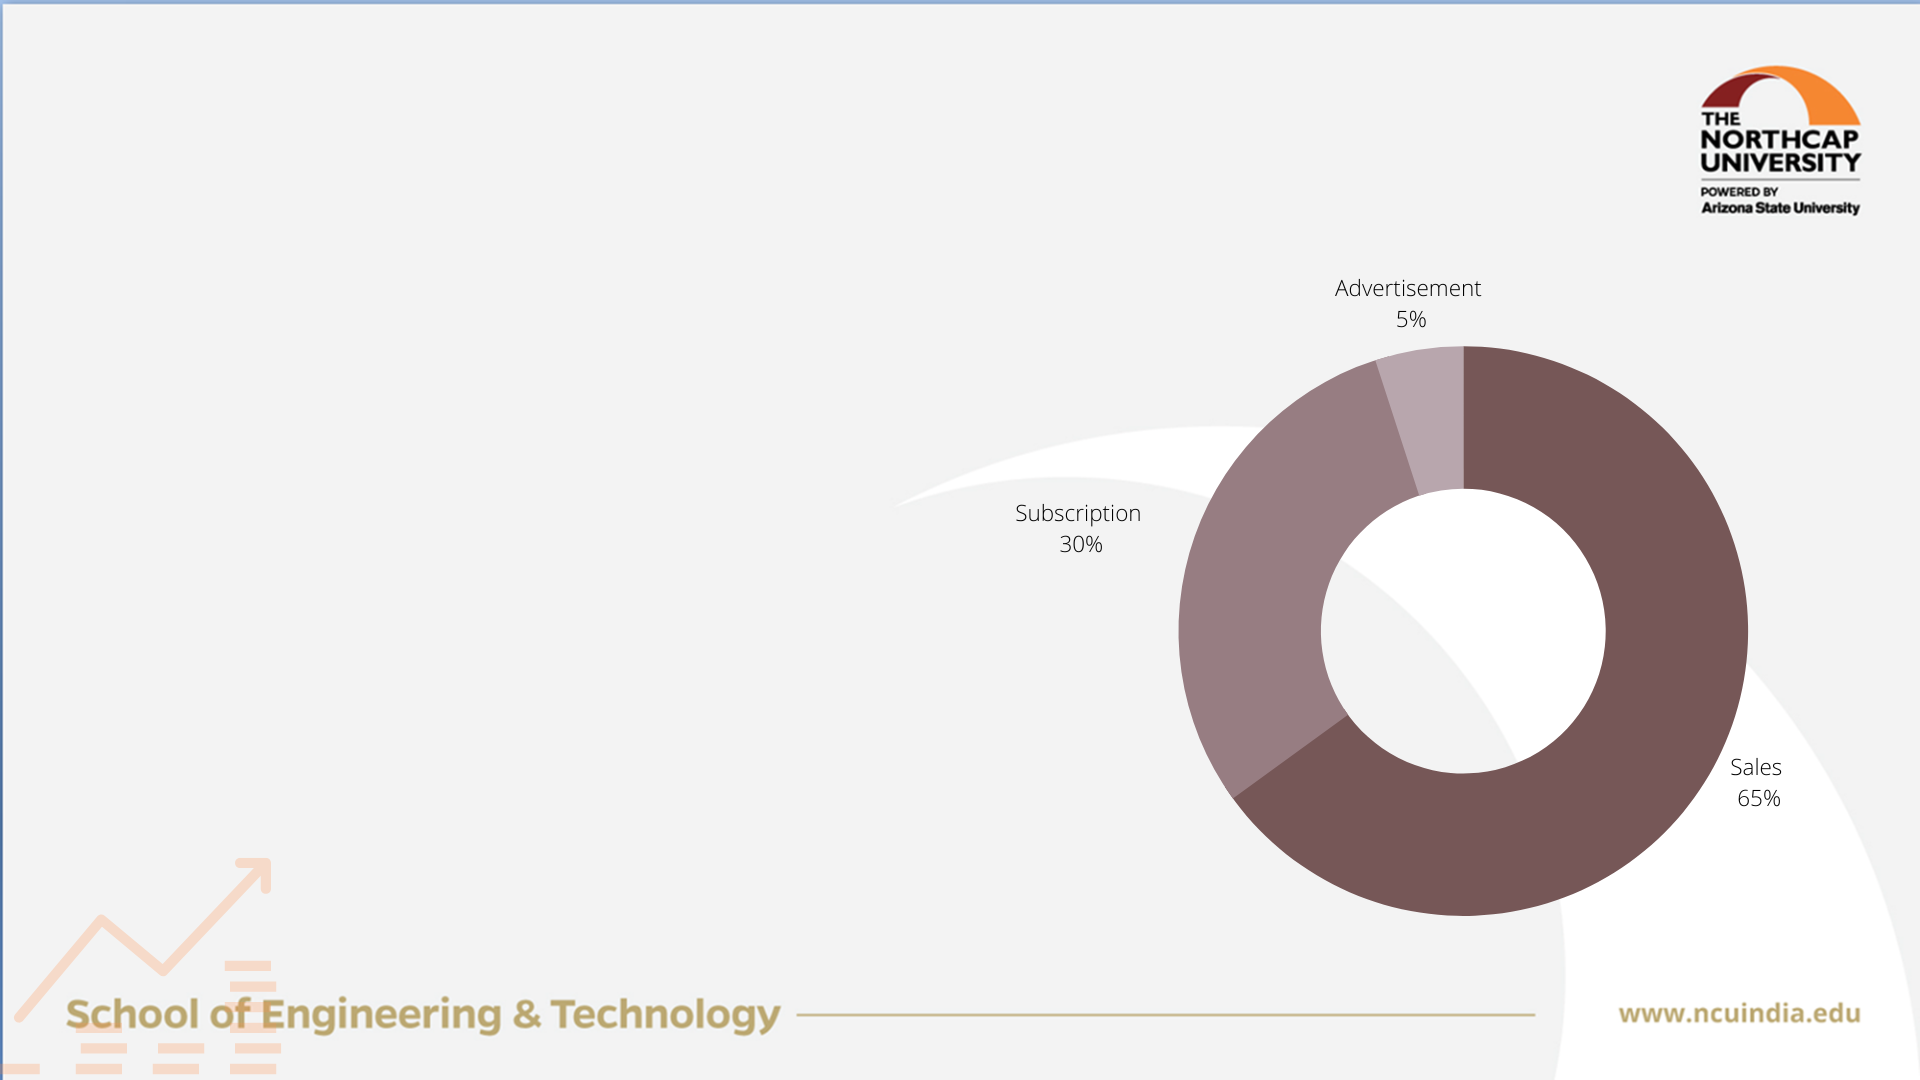 THE
NORTHCAP
UNIVERSITY
POWERED BY
Arizona State University
Advertisement
5%
Subscription
30%
Sales
65%
School of Engineering & Technology
www.ncuindia.edu